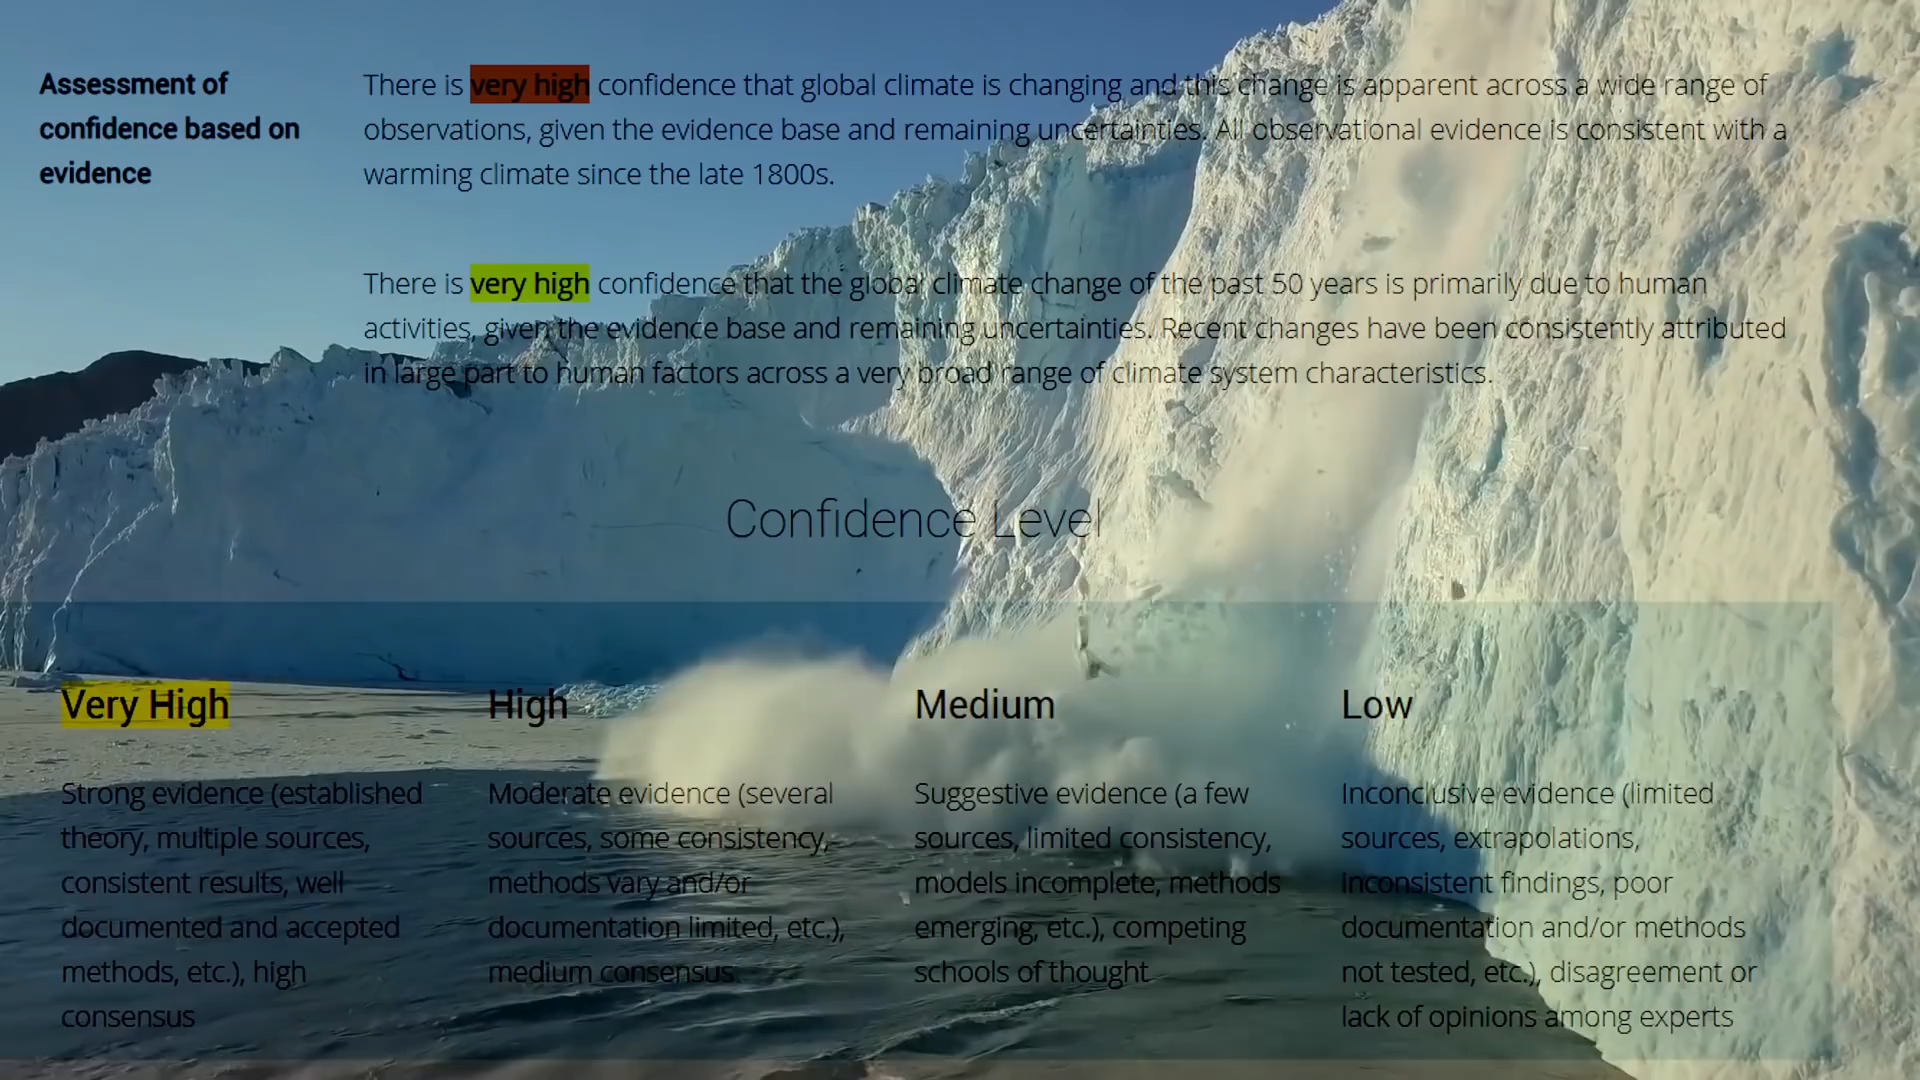 Assessment of
confidence based on
evidence
There is very high confidence that global climate is changing and this change is apparent across a wide range of
observations, given the evidence base and remaining uncertainties. All observational evidence is consistent with a
warming climate since the late 1800s.
There is very high confidence that the global climate change of the past 50 years is primarily due to human
activities, given the evidence base and remaining uncertainties. Recent changes have been consistently attributed
in large part to human factors across a very broad range of climate system characteristics.
Confidence Level
Very High
Strong evidence (established
theory, multiple sources,
consistent results, well
documented and accepted
methods, etc.), high
consensus
High
Moderate evidence (several
sources, some consistency,
methods vary and/or
documentation limited, etc.),
medium consensus
Medium
Suggestive evidence (a few
sources, limited consistency,
models incomplete, methods
emerging, etc.), competing
schools of thought
Low
Inconclusive evidence (limited
sources, extrapolations,
inconsistent findings, poor
documentation and/or methods
not tested, etc.), disagreement or
lack of opinions among experts